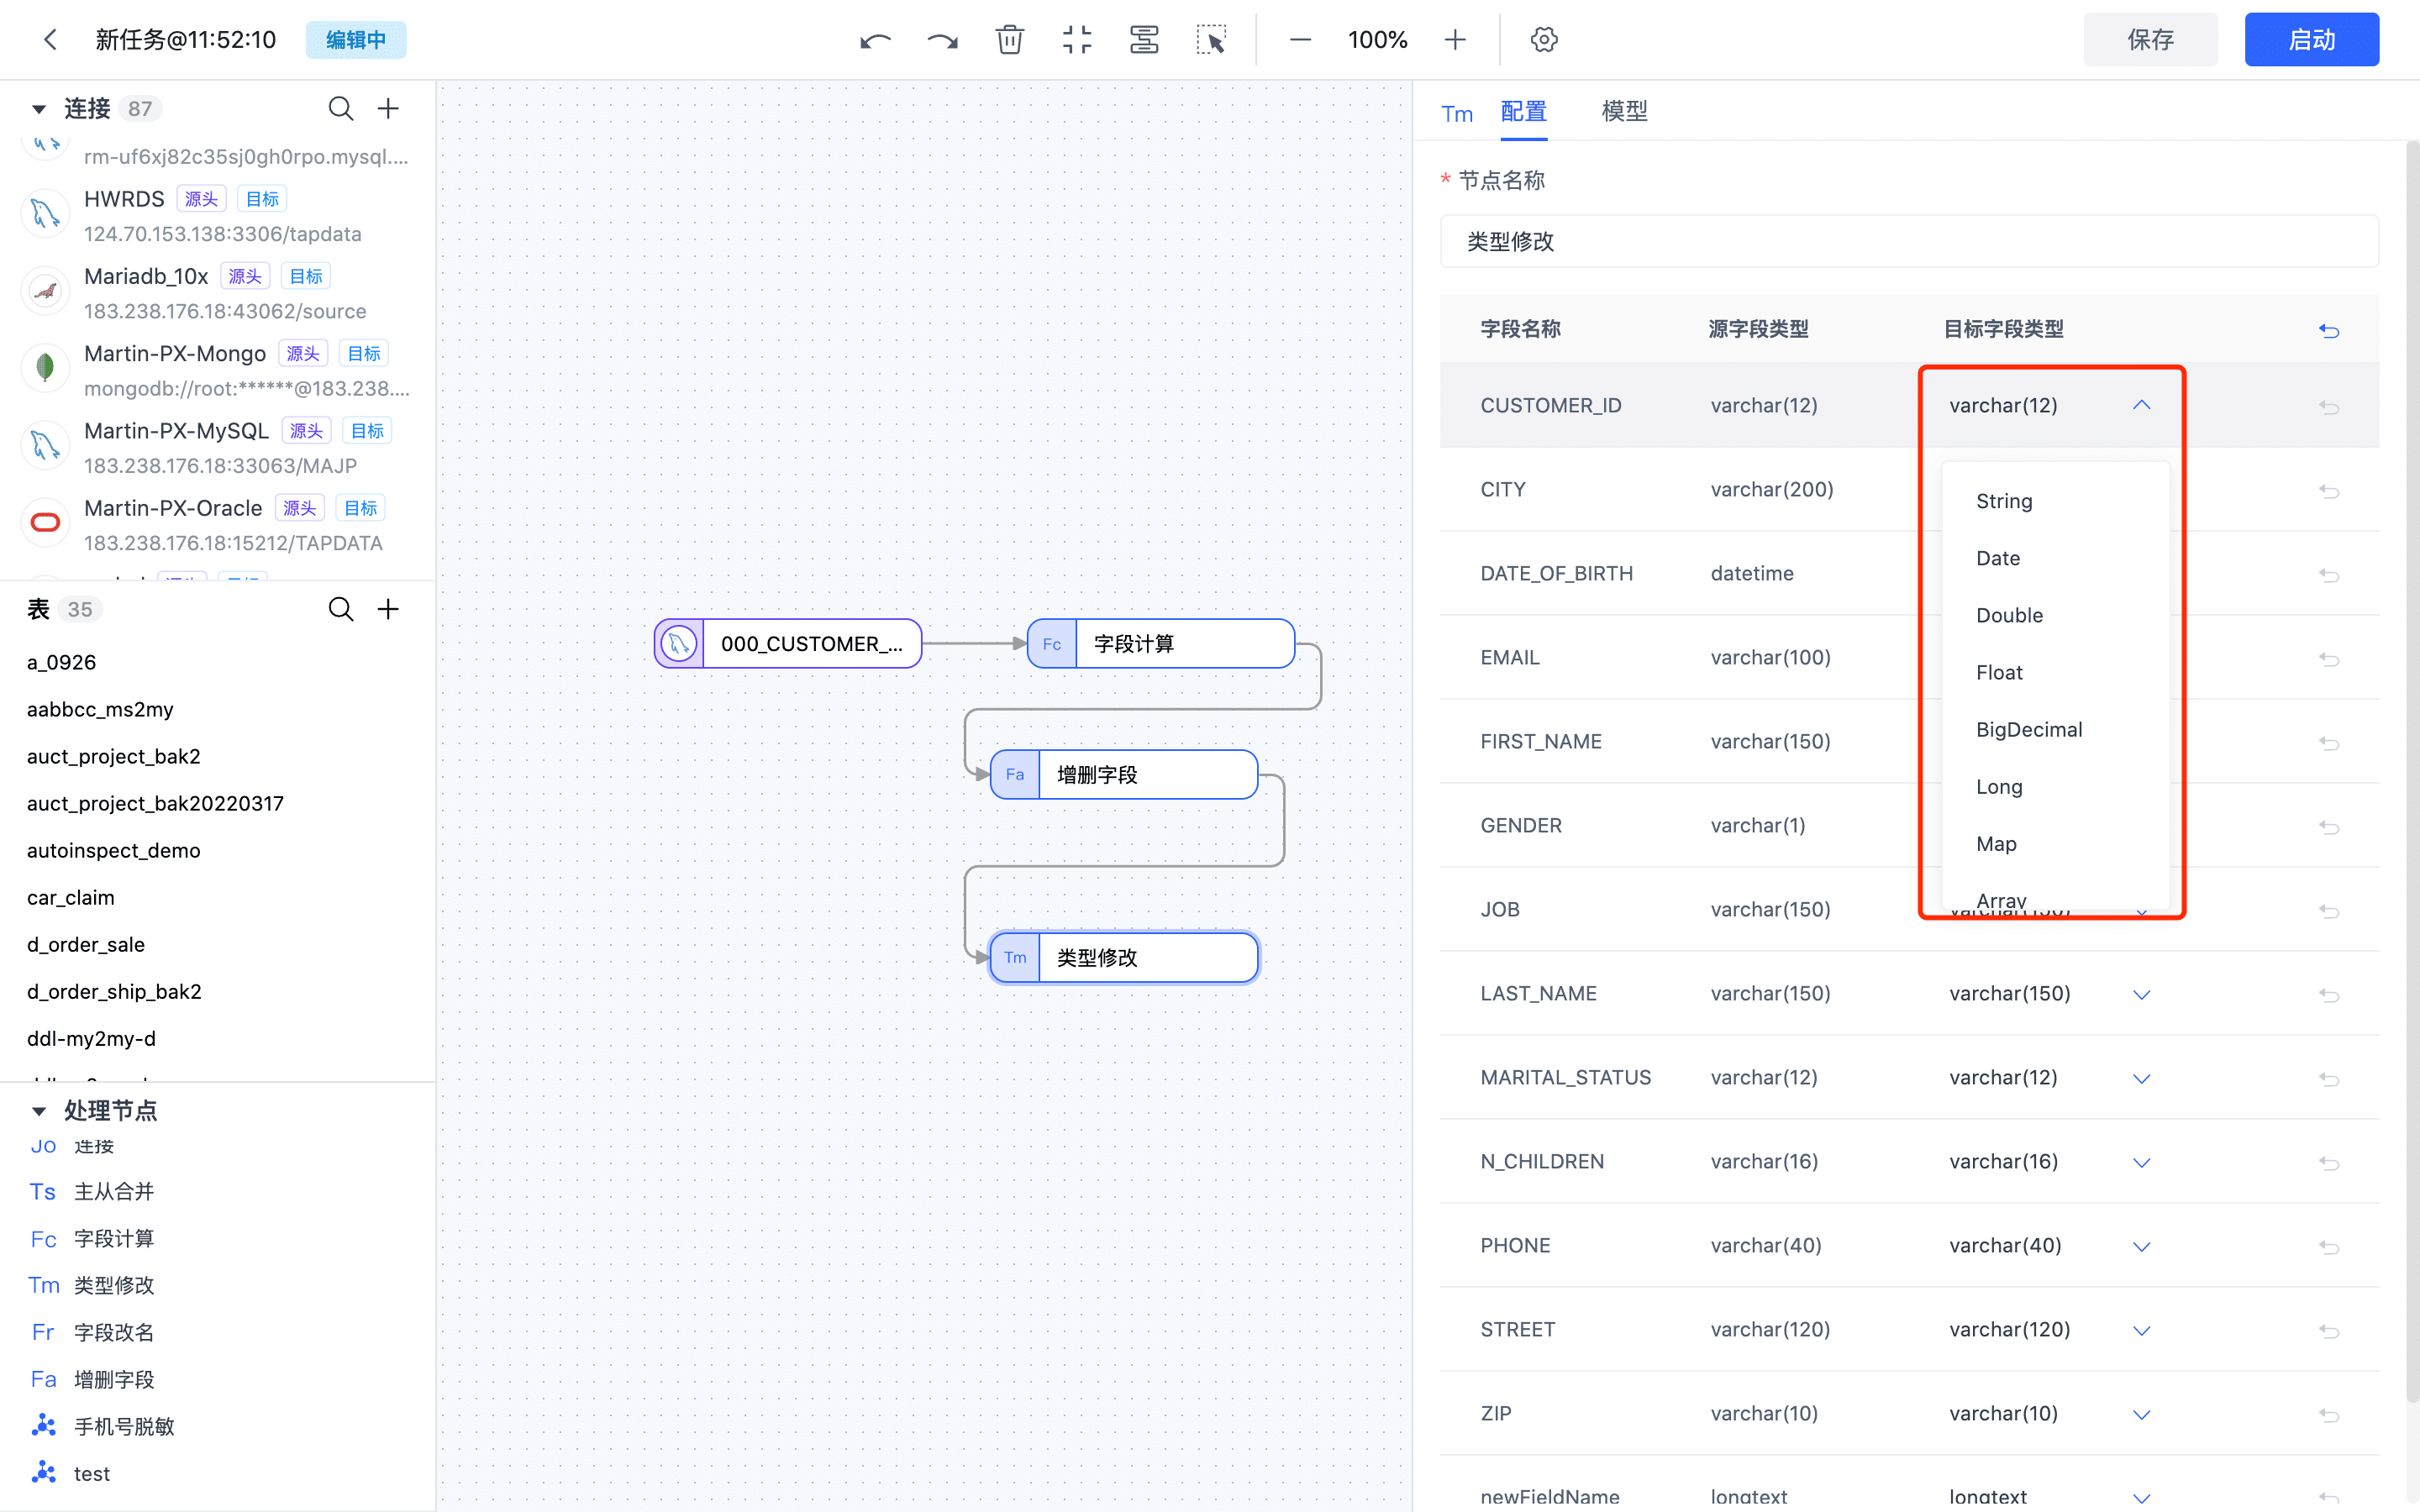 新任务@11:52:10 编辑中 100% 保存 启动
连接 87
rm-uf6xj82c35sj0gh0rpo.mysql....
HWRDS 源头 目标
124.70.153.138:3306/tapdata
Mariadb_10x 源头 目标
183.238.176.18:43062/source
Martin-PX-Mongo 源头 目标
mongodb://root:******@183.238....
Martin-PX-MySQL 源头 目标
183.238.176.18:33063/MAJP
Martin-PX-Oracle 源头 目标
183.238.176.18:15212/TAPDATA
表 35
a_0926
aabbcc_ms2my
auct_project_bak2
auct_project_bak20220317
autoinspect_demo
car_claim
d_order_sale
d_order_ship_bak2
ddl-my2my-d
处理节点
Jo 连接
Ts 主从合并
Fc 字段计算
Tm 类型修改
Fr 字段改名
Fa 增删字段
手机号脱敏
test
000_CUSTOMER_...
Fc 字段计算
Fa 增删字段
Tm 类型修改
Tm 配置 模型
* 节点名称
类型修改
字段名称 源字段类型 目标字段类型
CUSTOMER_ID varchar(12) varchar(12)
CITY varchar(200)
DATE_OF_BIRTH datetime
EMAIL varchar(100)
FIRST_NAME varchar(150)
GENDER varchar(1)
JOB varchar(150) varchar(150)
LAST_NAME varchar(150) varchar(150)
MARITAL_STATUS varchar(12) varchar(12)
N_CHILDREN varchar(16) varchar(16)
PHONE varchar(40) varchar(40)
STREET varchar(120) varchar(120)
ZIP varchar(10) varchar(10)
newFieldName longtext longtext
String
Date
Double
Float
BigDecimal
Long
Map
Array